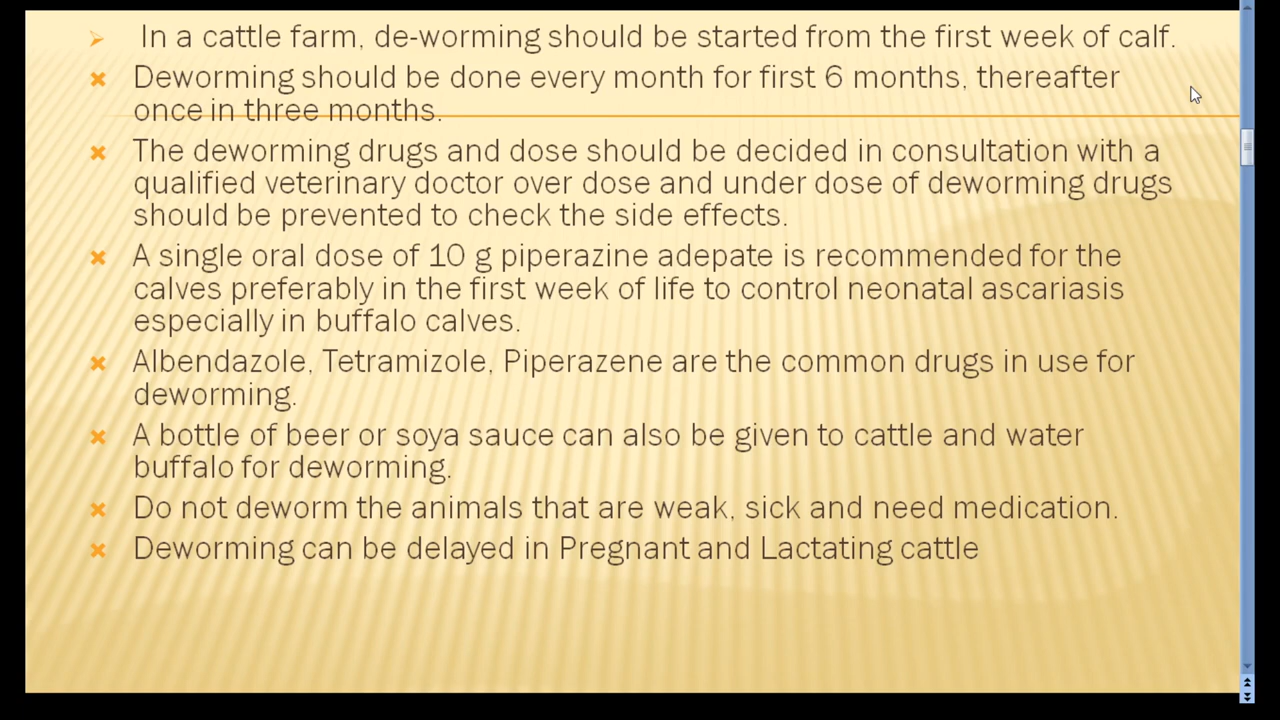 In a cattle farm, de-worming should be started from the first week of calf.
Deworming should be done every month for first 6 months, thereafter
once in three months.
The deworming drugs and dose should be decided in consultation with a
qualified veterinary doctor over dose and under dose of deworming drugs
should be prevented to check the side effects.
A single oral dose of 10 g piperazine adepate is recommended for the
calves preferably in the first week of life to control neonatal ascariasis
especially in buffalo calves.
Albendazole, Tetramizole, Piperazene are the common drugs in use for
deworming.
A bottle of beer or soya sauce can also be given to cattle and water
buffalo for deworming.
Do not deworm the animals that are weak, sick and need medication.
Deworming can be delayed in Pregnant and Lactating cattle